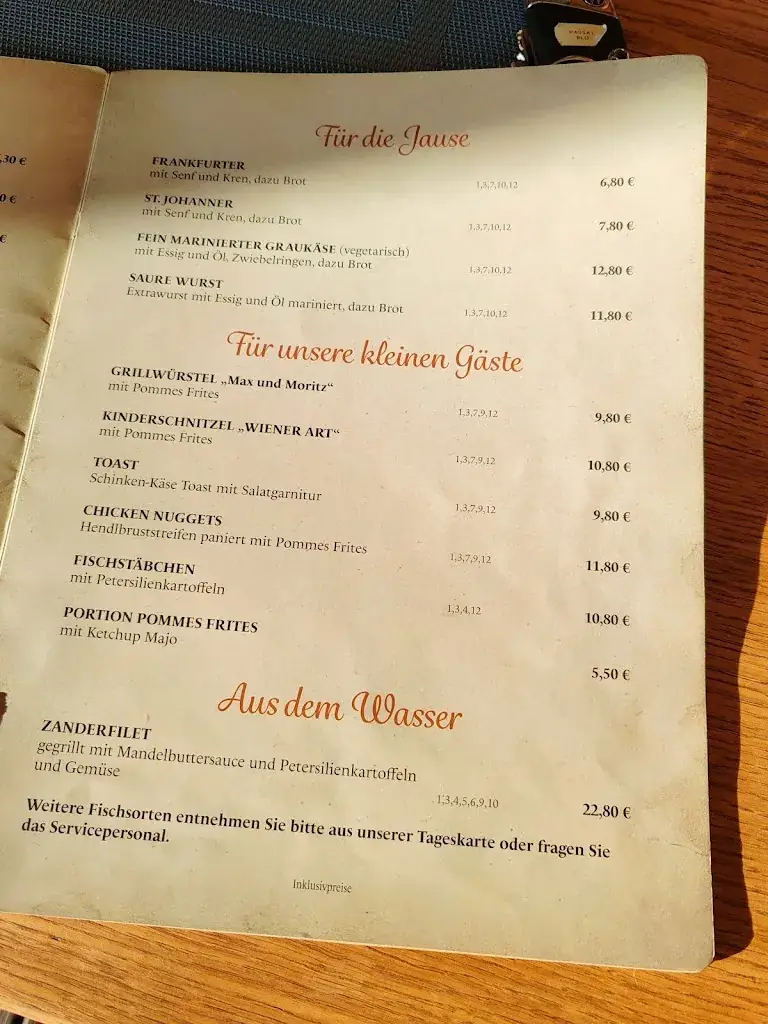 ,30 €
0 €
€
Für die Jause
FRANKFURTER
mit Senf und Kren, dazu Brot 1,3,7,10,12 6,80 €
ST. JOHANNER
mit Senf und Kren, dazu Brot 1,3,7,10,12 7,80 €
FEIN MARINIERTER GRAUKÄSE (vegetarisch)
mit Essig und Öl, Zwiebelringen, dazu Brot 1,3,7,10,12 12,80 €
SAURE WURST
Extrawurst mit Essig und Öl mariniert, dazu Brot 1,3,7,10,12 11,80 €
Für unsere kleinen Gäste
GRILLWÜRSTEL „Max und Moritz“
mit Pommes Frites 1,3,7,9,12 9,80 €
KINDERSCHNITZEL „WIENER ART“
mit Pommes Frites 1,3,7,9,12 10,80 €
TOAST
Schinken-Käse Toast mit Salatgarnitur 1,3,7,9,12 9,80 €
CHICKEN NUGGETS
Hendlbruststreifen paniert mit Pommes Frites 1,3,7,9,12 11,80 €
FISCHSTÄBCHEN
mit Petersilienkartoffeln 1,3,4,12 10,80 €
PORTION POMMES FRITES
mit Ketchup Majo 5,50 €
Aus dem Wasser
ZANDERFILET
gegrillt mit Mandelbuttersauce und Petersilienkartoffeln
und Gemüse 1,3,4,5,6,9,10 22,80 €
Weitere Fischsorten entnehmen Sie bitte aus unserer Tageskarte oder fragen Sie
das Servicepersonal.
Inklusivpreise